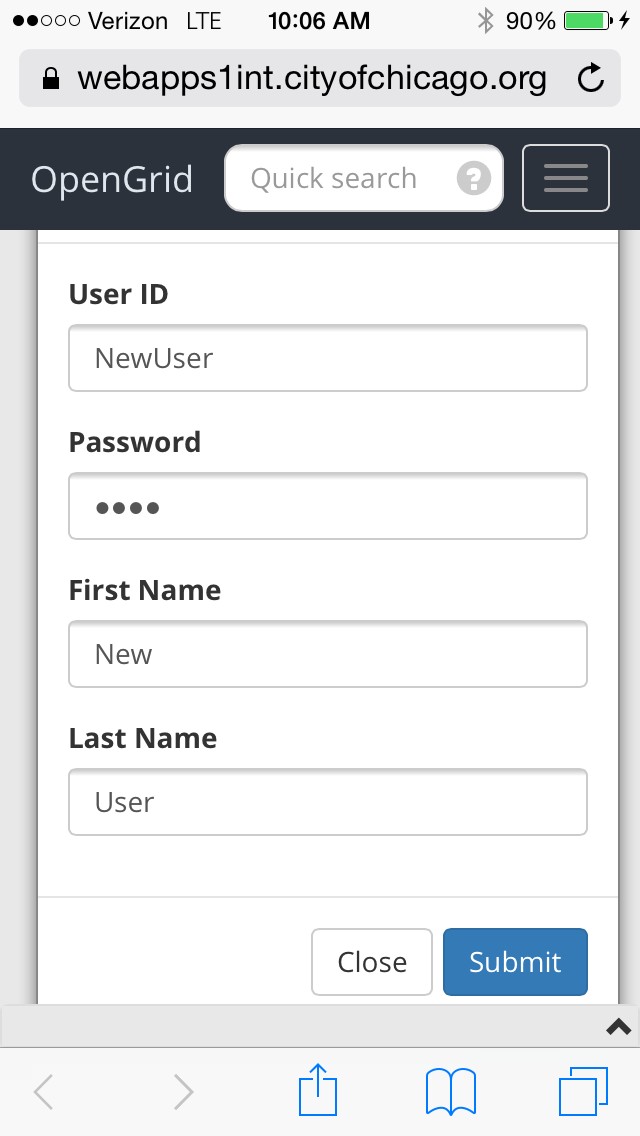 Verizon LTE 10:06 AM 90%
webapps1int.cityofchicago.org
OpenGrid Quick search ?
User ID
NewUser
Password
••••
First Name
New
Last Name
User
Close Submit